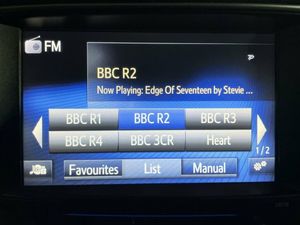 FM
BBC R2
Now Playing: Edge Of Seventeen by Stevie ...
BBC R1 BBC R2 BBC R3
BBC R4 BBC 3CR Heart
1/2
Favourites List Manual